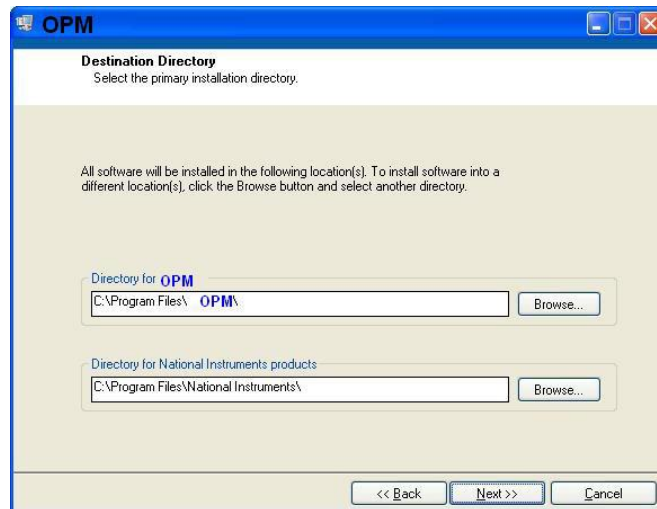 OPM
Destination Directory
Select the primary installation directory.
All software will be installed in the following location(s). To install software into a
different location(s), click the Browse button and select another directory.
Directory for OPM
C:\Program Files\ OPM\
Browse...
Directory for National Instruments products
C:\Program Files\National Instruments\
Browse...
<< Back
Next >>
Cancel